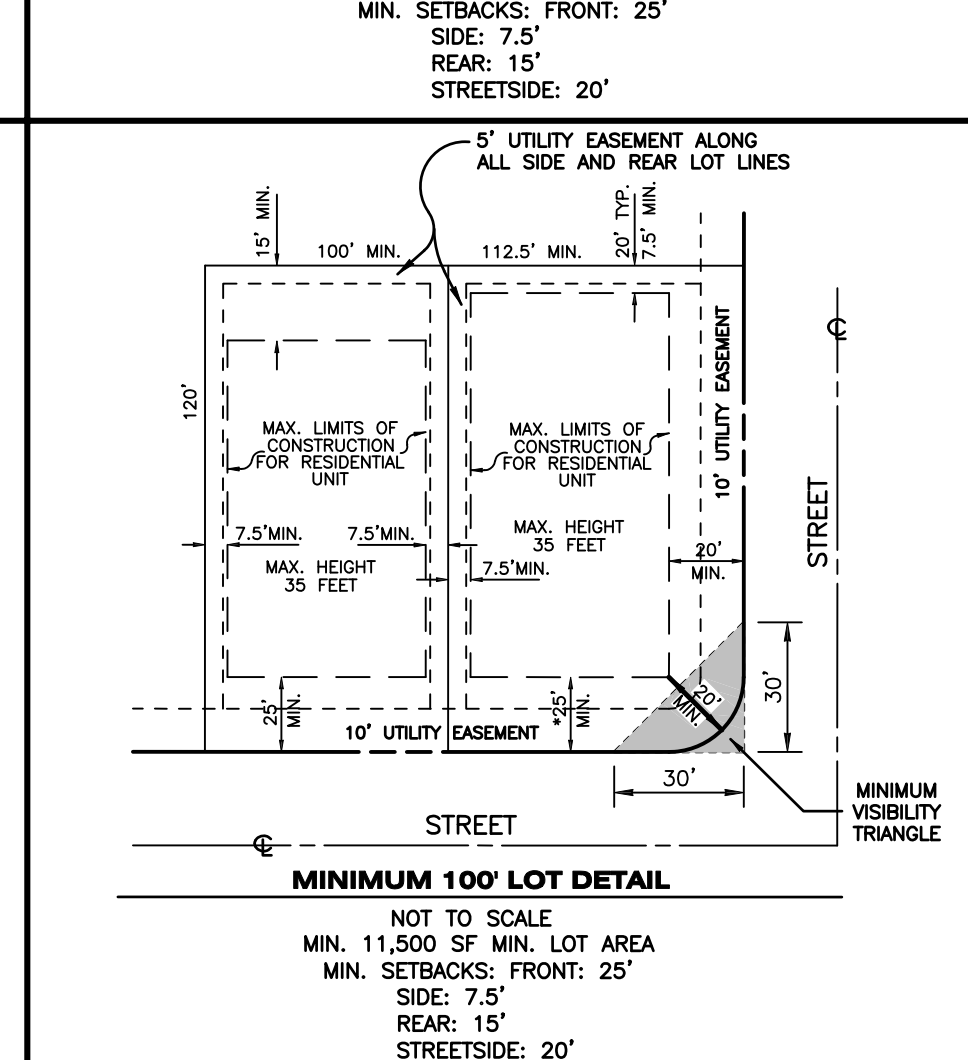 MIN. SETBACKS: FRONT: 25'
SIDE: 7.5'
REAR: 15'
STREETSIDE: 20'
5' UTILITY EASEMENT ALONG
ALL SIDE AND REAR LOT LINES
15' MIN.
100' MIN.
112.5' MIN.
20' TYP.
7.5' MIN.
120'
10' UTILITY EASEMENT
℄
MAX. LIMITS OF
CONSTRUCTION
FOR RESIDENTIAL
UNIT
MAX. LIMITS OF
CONSTRUCTION
FOR RESIDENTIAL
UNIT
STREET
7.5'MIN.
7.5'MIN.
MAX. HEIGHT
35 FEET
MAX. HEIGHT
35 FEET
7.5'MIN.
20'
MIN.
25'
MIN.
*25'
MIN.
20'
MIN.
30'
10' UTILITY EASEMENT
30'
MINIMUM
VISIBILITY
TRIANGLE
STREET
℄
MINIMUM 100' LOT DETAIL
NOT TO SCALE
MIN. 11,500 SF MIN. LOT AREA
MIN. SETBACKS: FRONT: 25'
SIDE: 7.5'
REAR: 15'
STREETSIDE: 20'